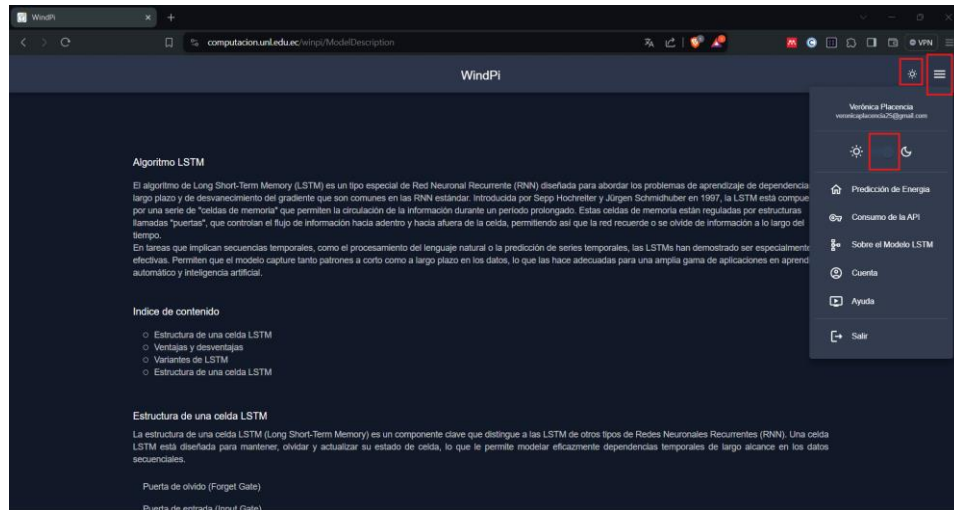 WindPi
computacion.unl.edu.ec/winpi/ModelDescription
VPN
WindPi
Verónica Placencia
veronicaplacencia25@gmail.com
Predicción de Energia
Consumo de la API
Sobre el Modelo LSTM
Cuenta
Ayuda
Salir
Algoritmo LSTM
El algoritmo de Long Short-Term Memory (LSTM) es un tipo especial de Red Neuronal Recurrente (RNN) diseñada para abordar los problemas de aprendizaje de dependencia
largo plazo y de desvanecimiento del gradiente que son comunes en las RNN estándar. Introducida por Sepp Hochreiter y Jürgen Schmidhuber en 1997, la LSTM está compue
por una serie de "celdas de memoria" que permiten la circulación de la información durante un período prolongado. Estas celdas de memoria están reguladas por estructuras
llamadas "puertas", que controlan el flujo de información hacia adentro y hacia afuera de la celda, permitiendo así que la red recuerde o se olvide de información a lo largo del
tiempo.
En tareas que implican secuencias temporales, como el procesamiento del lenguaje natural o la predicción de series temporales, las LSTMs han demostrado ser especialmente
efectivas. Permiten que el modelo capture tanto patrones a corto como a largo plazo en los datos, lo que las hace adecuadas para una amplia gama de aplicaciones en aprend
automático y inteligencia artificial.
Indice de contenido
Estructura de una celda LSTM
Ventajas y desventajas
Variantes de LSTM
Estructura de una celda LSTM
Estructura de una celda LSTM
La estructura de una celda LSTM (Long Short-Term Memory) es un componente clave que distingue a las LSTM de otros tipos de Redes Neuronales Recurrentes (RNN). Una celda
LSTM está diseñada para mantener, olvidar y actualizar su estado de celda, lo que le permite modelar eficazmente dependencias temporales de largo alcance en los datos
secuenciales.
Puerta de olvido (Forget Gate)
Puerta de entrada (Input Gate)